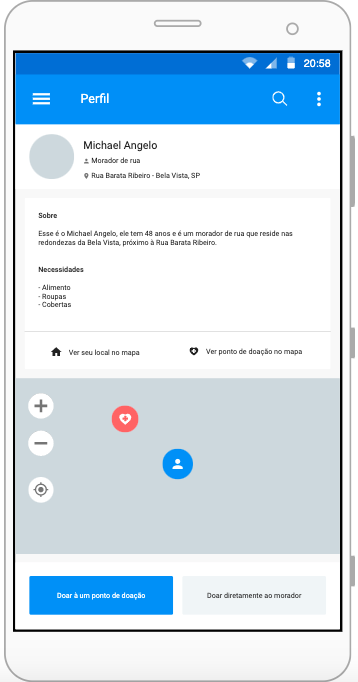 20:58
Perfil
Michael Angelo
Morador de rua
Rua Barata Ribeiro - Bela Vista, SP
Sobre
Esse é o Michael Angelo, ele tem 48 anos e é um morador de rua que reside nas
redondezas da Bela Vista, próximo à Rua Barata Ribeiro.
Necessidades
- Alimento
- Roupas
- Cobertas
Ver seu local no mapa
Ver ponto de doação no mapa
Doar à um ponto de doação
Doar diretamente ao morador